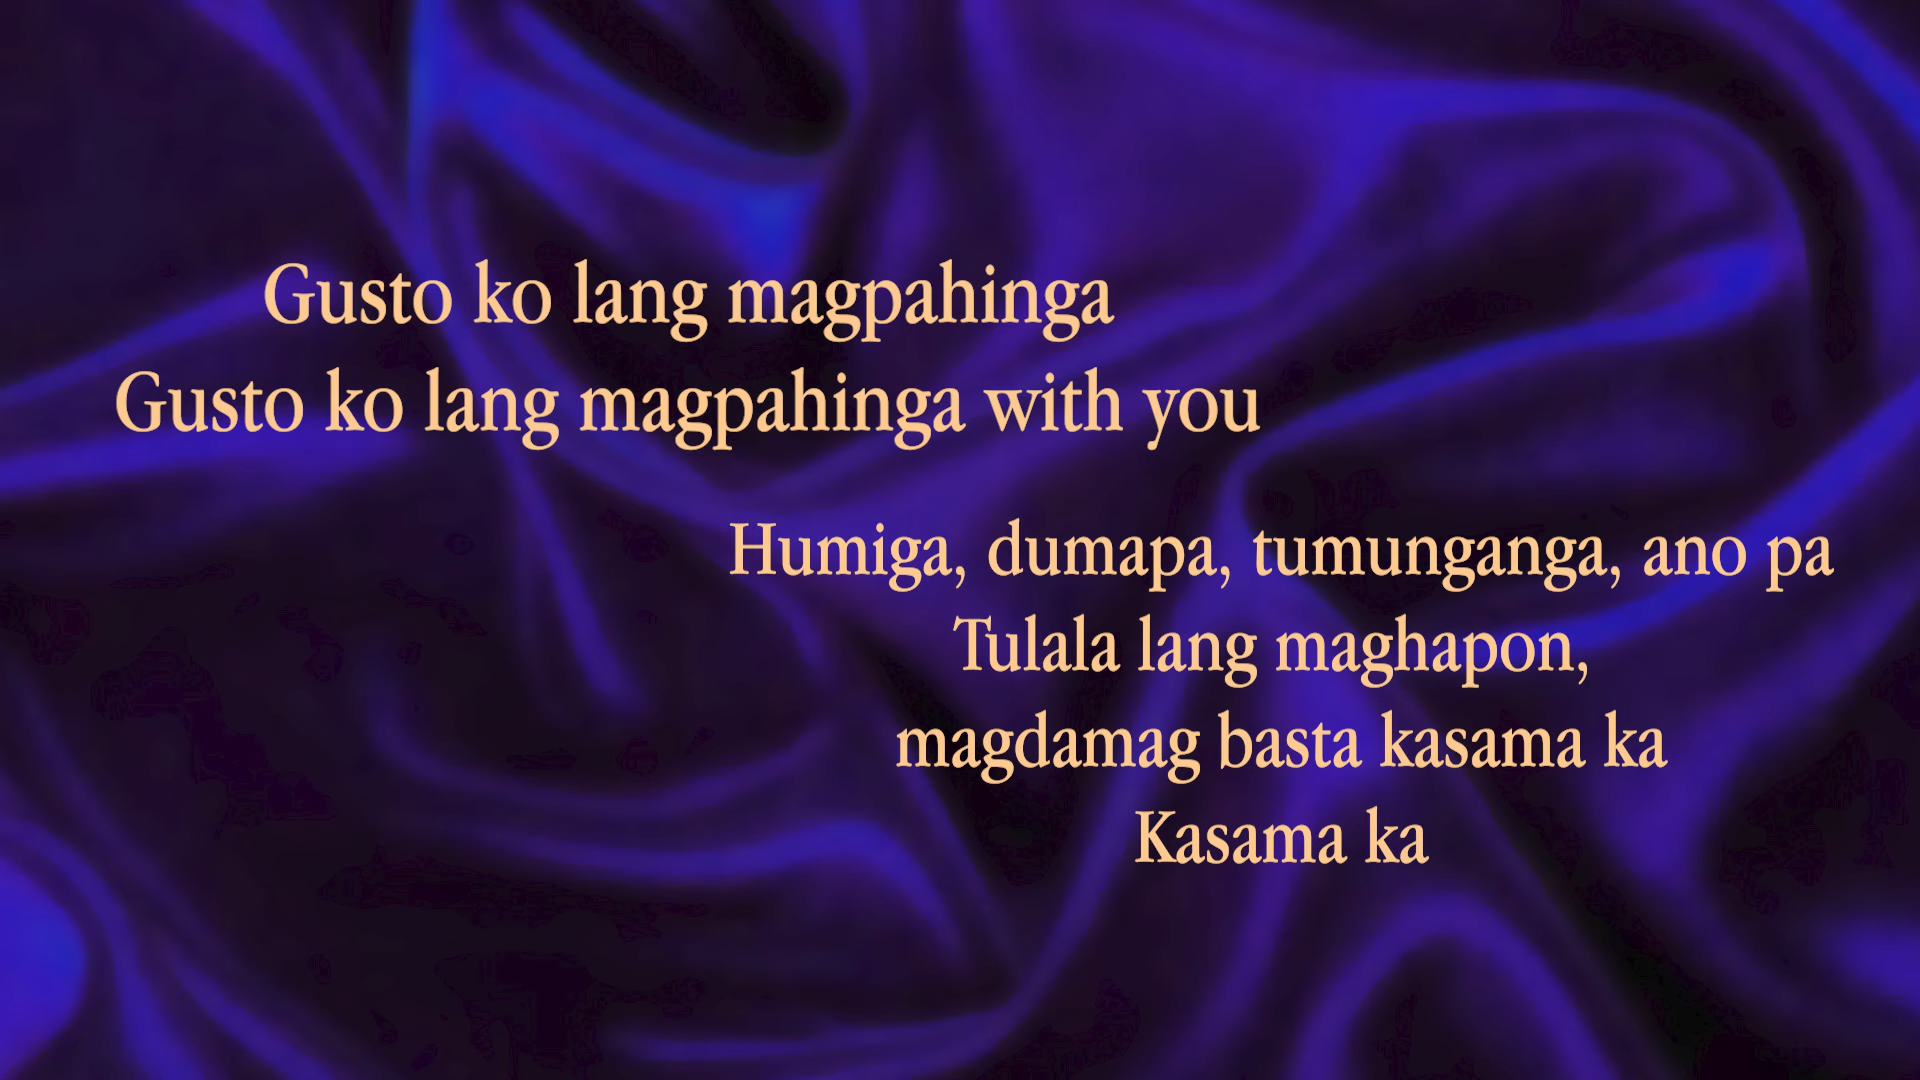 Gusto ko lang magpahinga
Gusto ko lang magpahinga with you
Humiga, dumapa, tumunganga, ano pa
Tulala lang maghapon,
magdamag basta kasama ka
Kasama ka